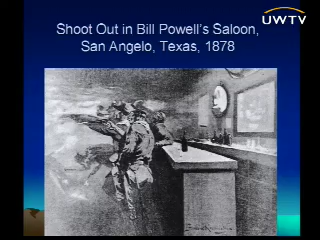 UWTV
Shoot Out in Bill Powell's Saloon,
San Angelo, Texas, 1878